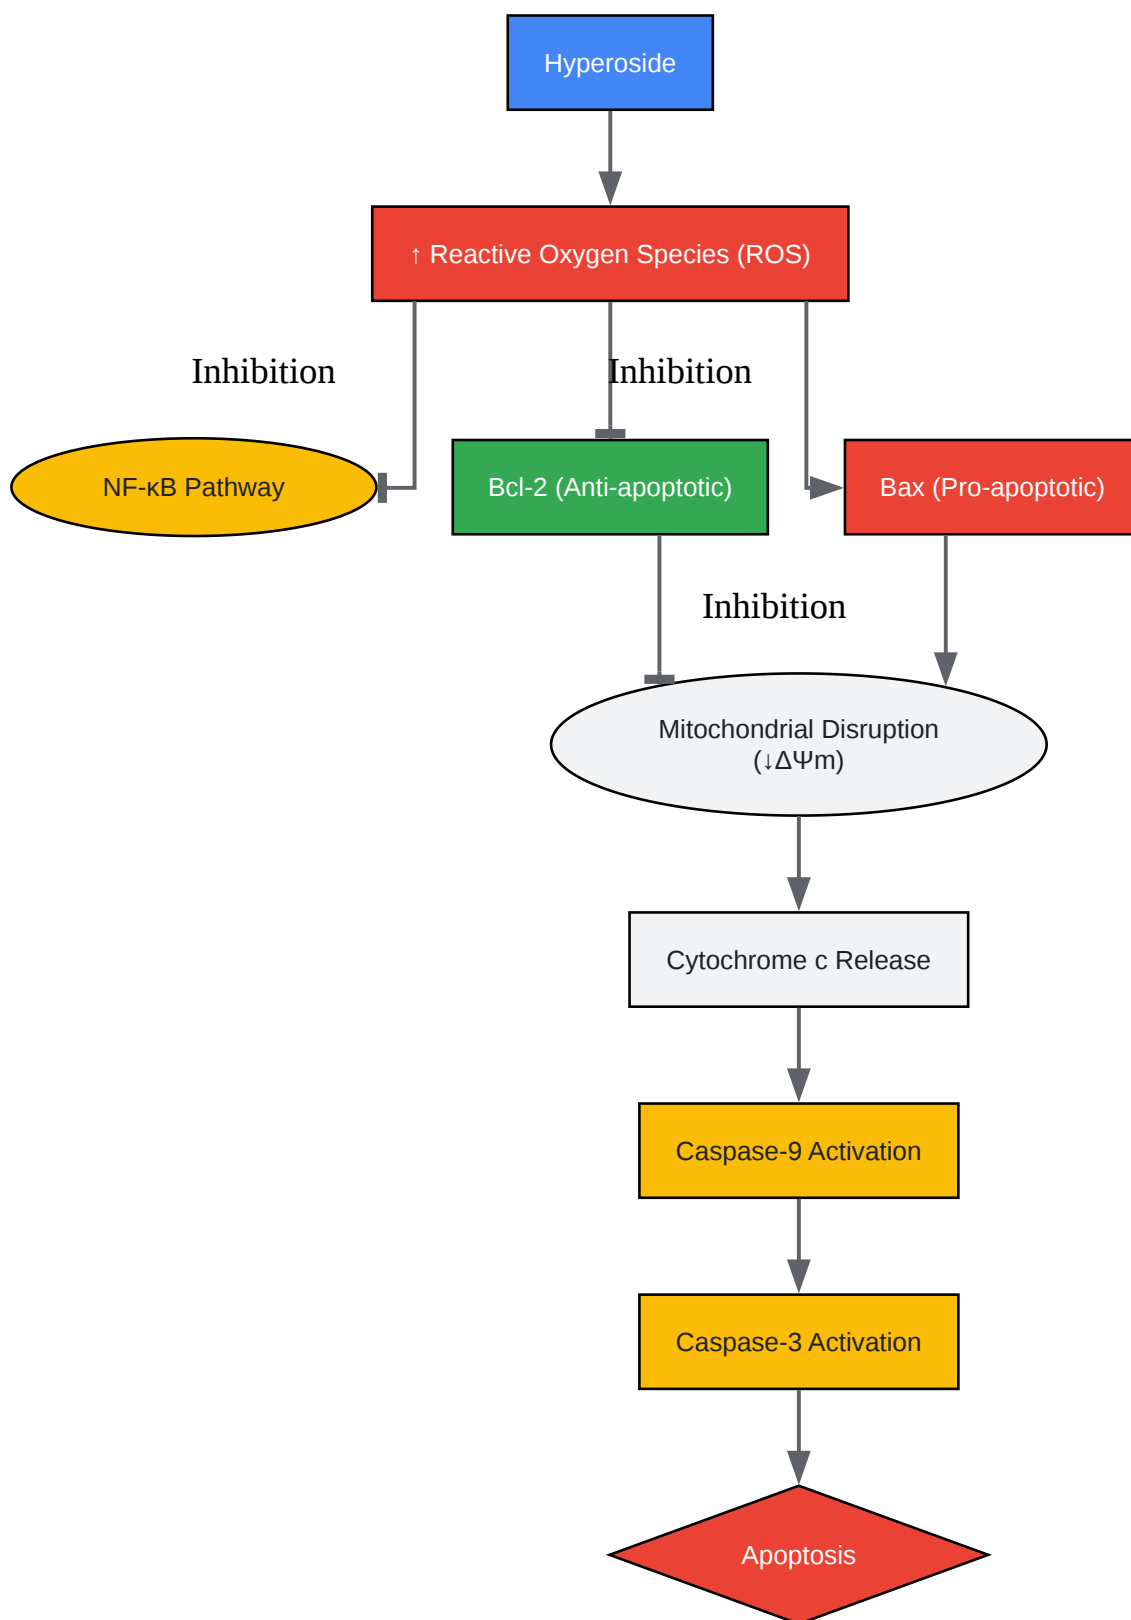 Hyperoside
↑ Reactive Oxygen Species (ROS)
Inhibition
Inhibition
NF-κB Pathway
Bcl-2 (Anti-apoptotic)
Bax (Pro-apoptotic)
Inhibition
Mitochondrial Disruption
(↓ΔΨm)
Cytochrome c Release
Caspase-9 Activation
Caspase-3 Activation
Apoptosis